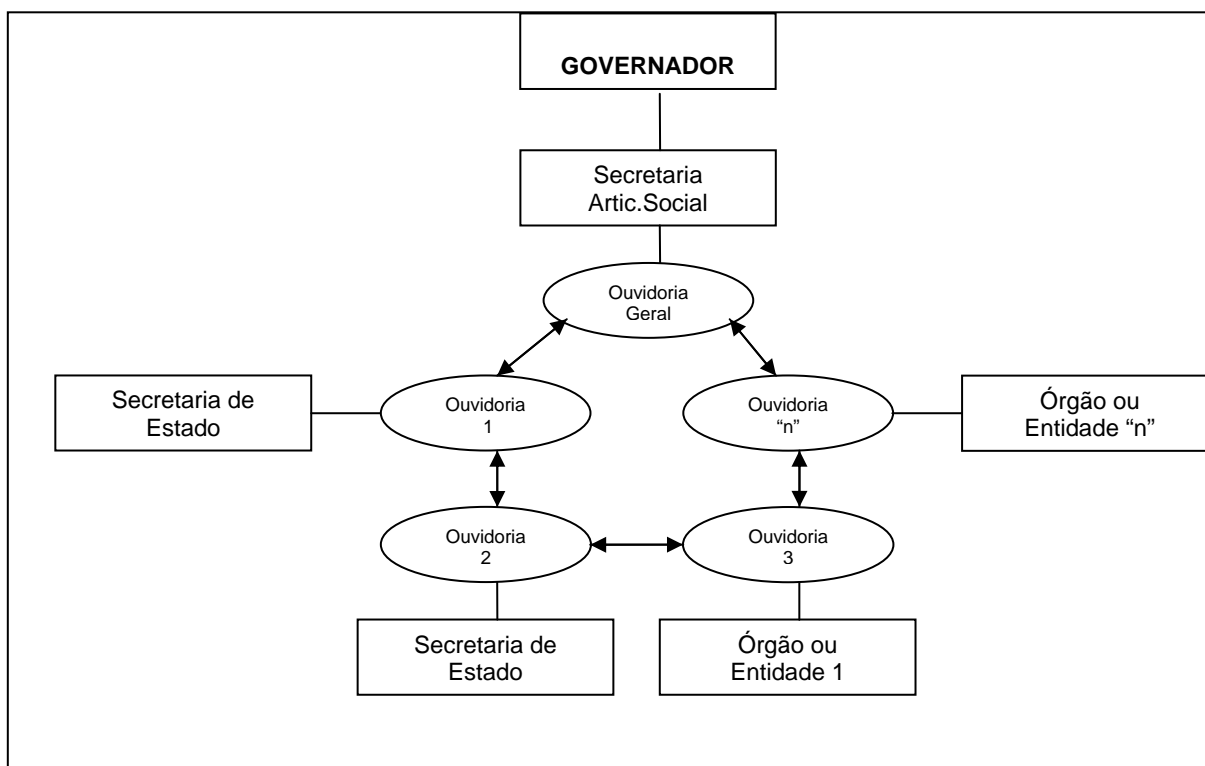 GOVERNADOR
Secretaria
Artic.Social
Ouvidoria
Geral
Secretaria de
Estado
Ouvidoria
1
Ouvidoria
“n”
Órgão ou
Entidade “n”
Ouvidoria
2
Ouvidoria
3
Secretaria de
Estado
Órgão ou
Entidade 1